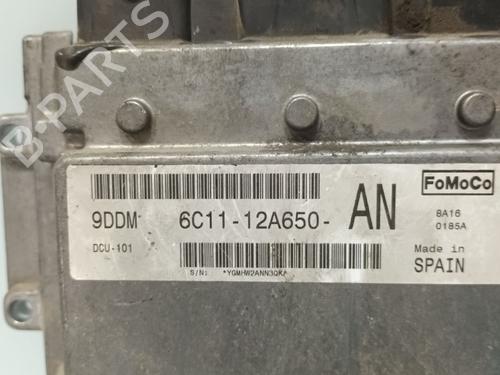 B-PARTS
FoMoCo
9DDM 6C11-12A650- AN
8A16
0185A
DCU-101
S/N: *YGMHW2ANN3QKA*
Made in
SPAIN